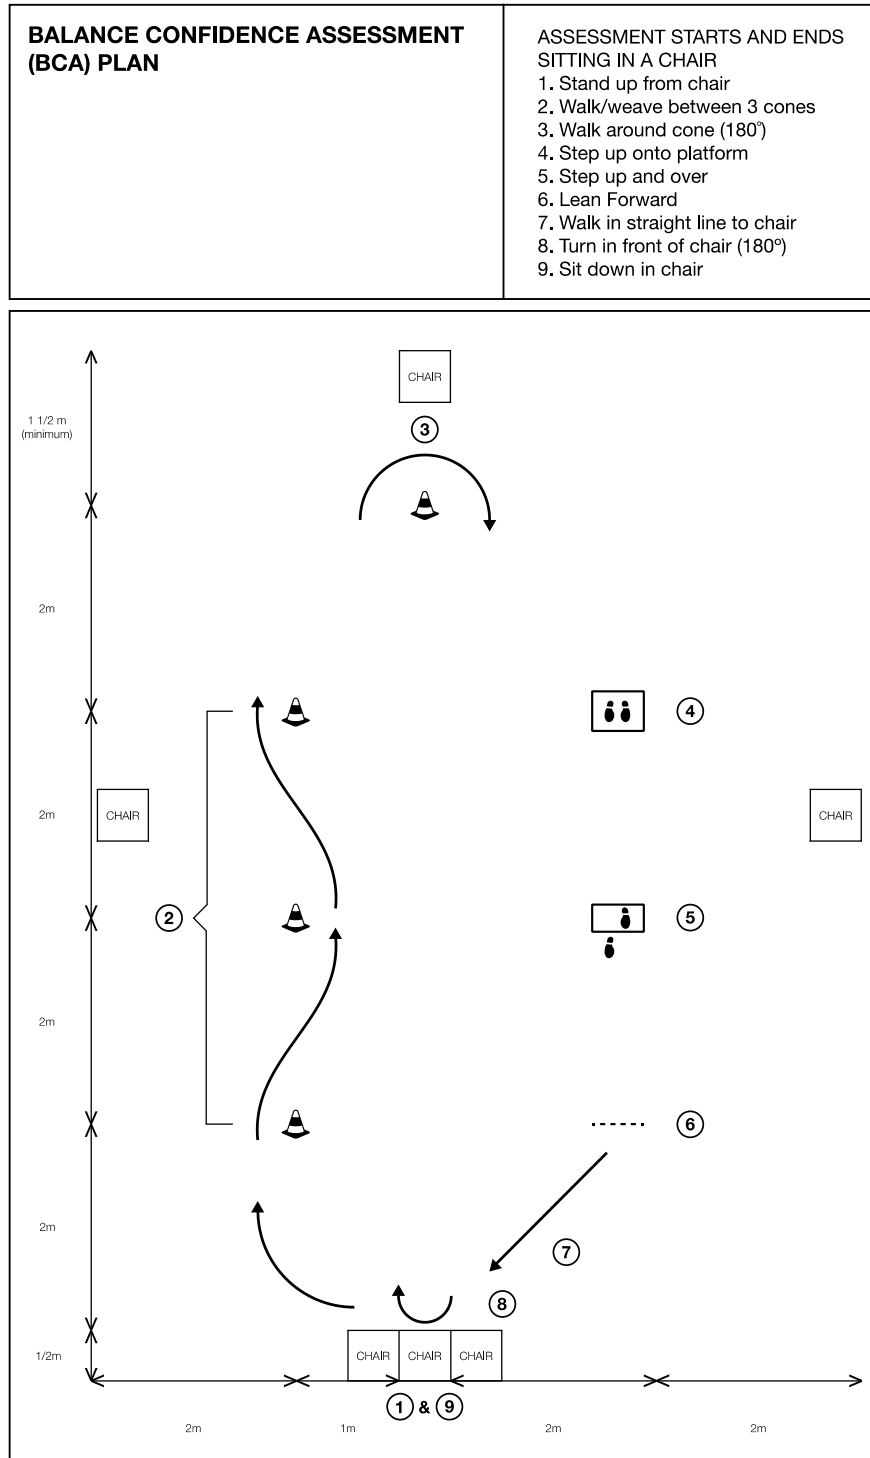 BALANCE CONFIDENCE ASSESSMENT
(BCA) PLAN
ASSESSMENT STARTS AND ENDS
SITTING IN A CHAIR
1. Stand up from chair
2. Walk/weave between 3 cones
3. Walk around cone (180°)
4. Step up onto platform
5. Step up and over
6. Lean Forward
7. Walk in straight line to chair
8. Turn in front of chair (180º)
9. Sit down in chair
CHAIR
1 1/2 m
(minimum)
3
2m
4
2m
CHAIR
CHAIR
2
5
2m
6
2m
7
8
1/2m
CHAIR
CHAIR
CHAIR
1 & 9
2m
1m
2m
2m